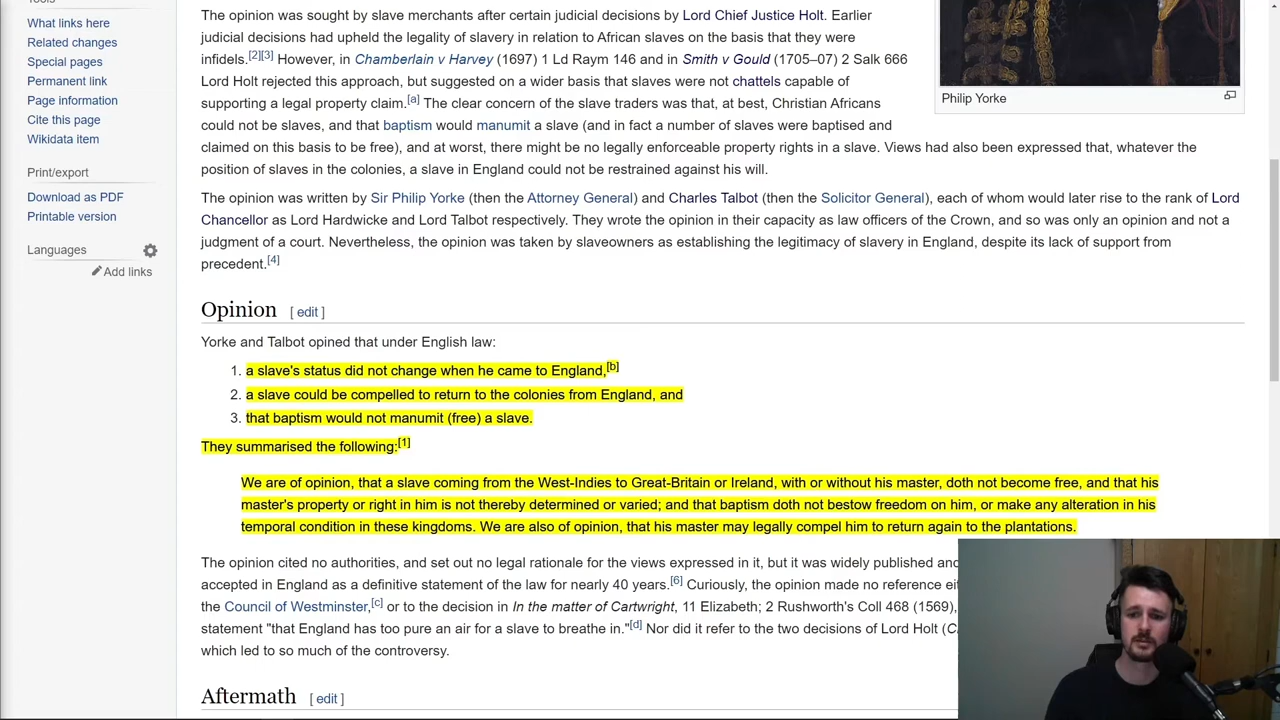 Tools
What links here
Related changes
Special pages
Permanent link
Page information
Cite this page
Wikidata item
Print/export
Download as PDF
Printable version
Languages
Add links
The opinion was sought by slave merchants after certain judicial decisions by Lord Chief Justice Holt. Earlier
judicial decisions had upheld the legality of slavery in relation to African slaves on the basis that they were
infidels.[2][3] However, in Chamberlain v Harvey (1697) 1 Ld Raym 146 and in Smith v Gould (1705–07) 2 Salk 666
Lord Holt rejected this approach, but suggested on a wider basis that slaves were not chattels capable of
supporting a legal property claim.[a] The clear concern of the slave traders was that, at best, Christian Africans
could not be slaves, and that baptism would manumit a slave (and in fact a number of slaves were baptised and
claimed on this basis to be free), and at worst, there might be no legally enforceable property rights in a slave. Views had also been expressed that, whatever the
position of slaves in the colonies, a slave in England could not be restrained against his will.
Philip Yorke
The opinion was written by Sir Philip Yorke (then the Attorney General) and Charles Talbot (then the Solicitor General), each of whom would later rise to the rank of Lord
Chancellor as Lord Hardwicke and Lord Talbot respectively. They wrote the opinion in their capacity as law officers of the Crown, and so was only an opinion and not a
judgment of a court. Nevertheless, the opinion was taken by slaveowners as establishing the legitimacy of slavery in England, despite its lack of support from
precedent.[4]
Opinion [ edit ]
Yorke and Talbot opined that under English law:
1. a slave's status did not change when he came to England,[b]
2. a slave could be compelled to return to the colonies from England, and
3. that baptism would not manumit (free) a slave.
They summarised the following:[1]
We are of opinion, that a slave coming from the West-Indies to Great-Britain or Ireland, with or without his master, doth not become free, and that his
master's property or right in him is not thereby determined or varied; and that baptism doth not bestow freedom on him, or make any alteration in his
temporal condition in these kingdoms. We are also of opinion, that his master may legally compel him to return again to the plantations.
The opinion cited no authorities, and set out no legal rationale for the views expressed in it, but it was widely published and
accepted in England as a definitive statement of the law for nearly 40 years.[6] Curiously, the opinion made no reference ei
the Council of Westminster,[c] or to the decision in In the matter of Cartwright, 11 Elizabeth; 2 Rushworth's Coll 468 (1569),
statement "that England has too pure an air for a slave to breathe in."[d] Nor did it refer to the two decisions of Lord Holt (
which led to so much of the controversy.
Aftermath [ edit ]